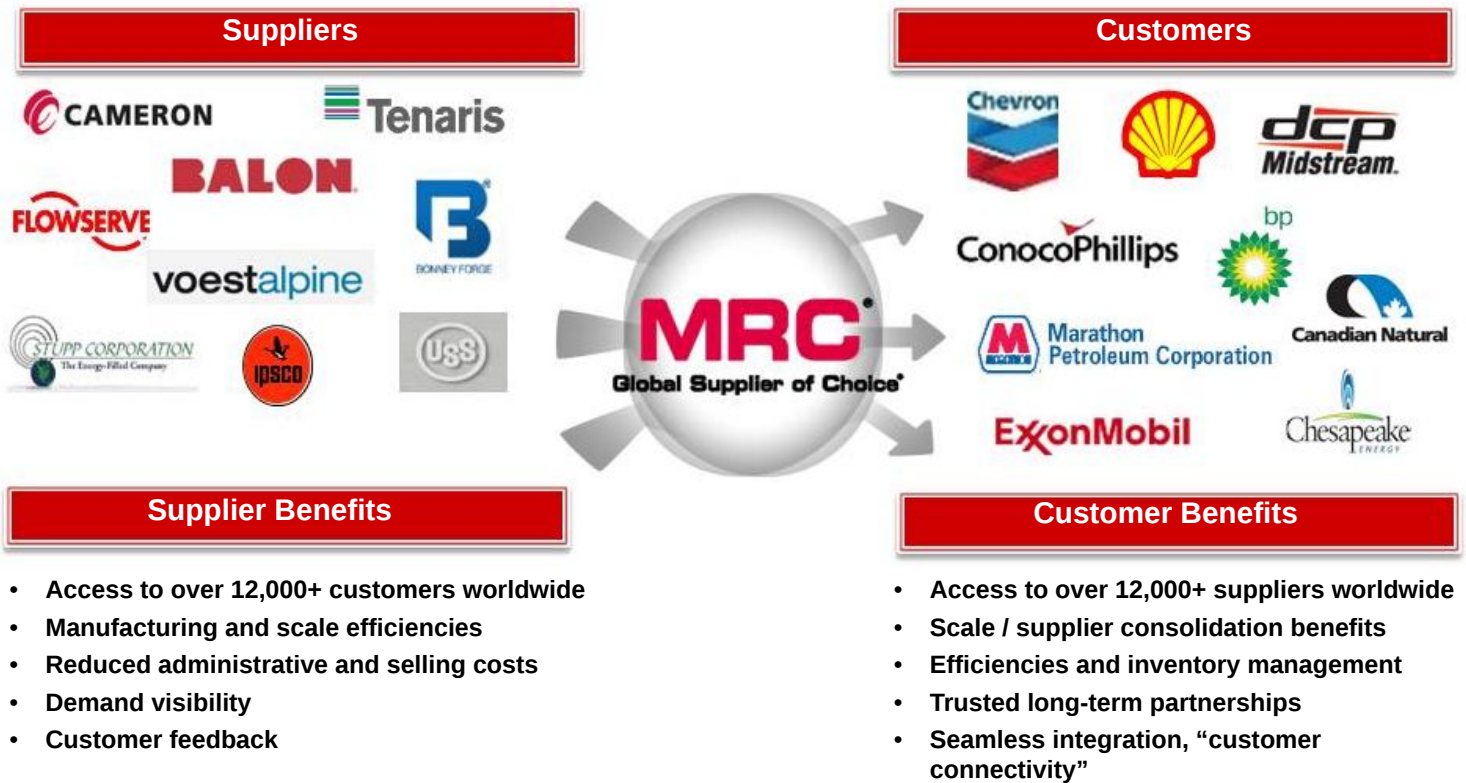 Suppliers
Customers
CAMERON
Tenaris
BALON
FLOWSERVE
BONNEY FORGE
voestalpine
STUPP CORPORATION
The Energy-Filled Company
IPSCO
USS
MRC
Global Supplier of Choice
Chevron
dcp
Midstream.
ConocoPhillips
bp
Canadian Natural
M
Marathon
Petroleum Corporation
ExxonMobil
Chesapeake
ENERGY
Supplier Benefits
• Access to over 12,000+ customers worldwide
• Manufacturing and scale efficiencies
• Reduced administrative and selling costs
• Demand visibility
• Customer feedback
Customer Benefits
• Access to over 12,000+ suppliers worldwide
• Scale / supplier consolidation benefits
• Efficiencies and inventory management
• Trusted long-term partnerships
• Seamless integration, “customer
connectivity”